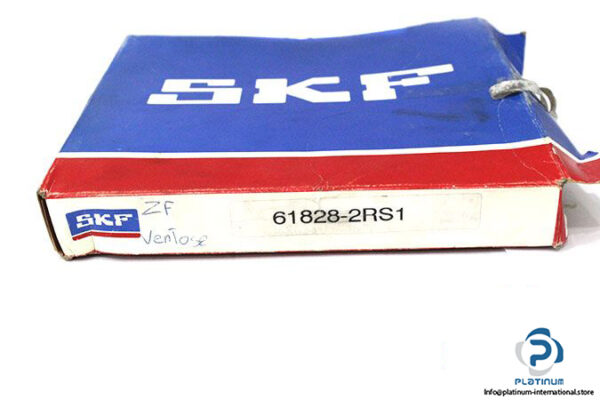 SKF
SKF
ZF
Ventose
61828-2RS1
PLATINUM
Info@platinum-international.store